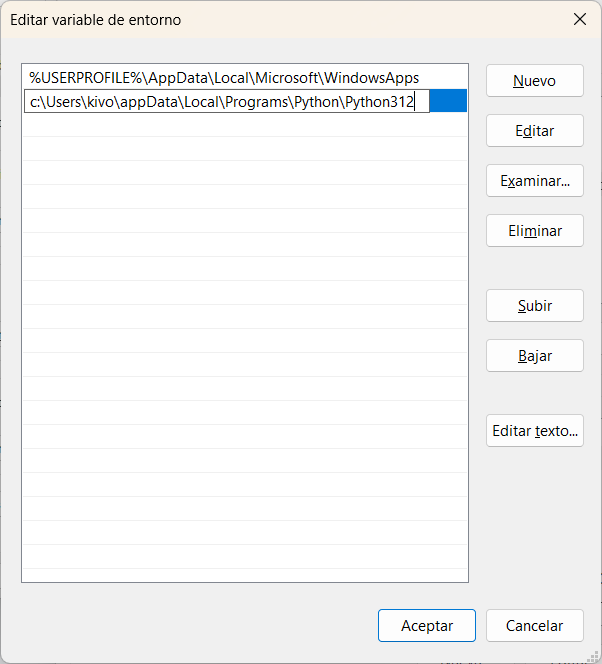 Editar variable de entorno
%USERPROFILE%\AppData\Local\Microsoft\WindowsApps
c:\Users\kivo\appData\Local\Programs\Python\Python312
Nuevo
Editar
Examinar...
Eliminar
Subir
Bajar
Editar texto...
Aceptar
Cancelar